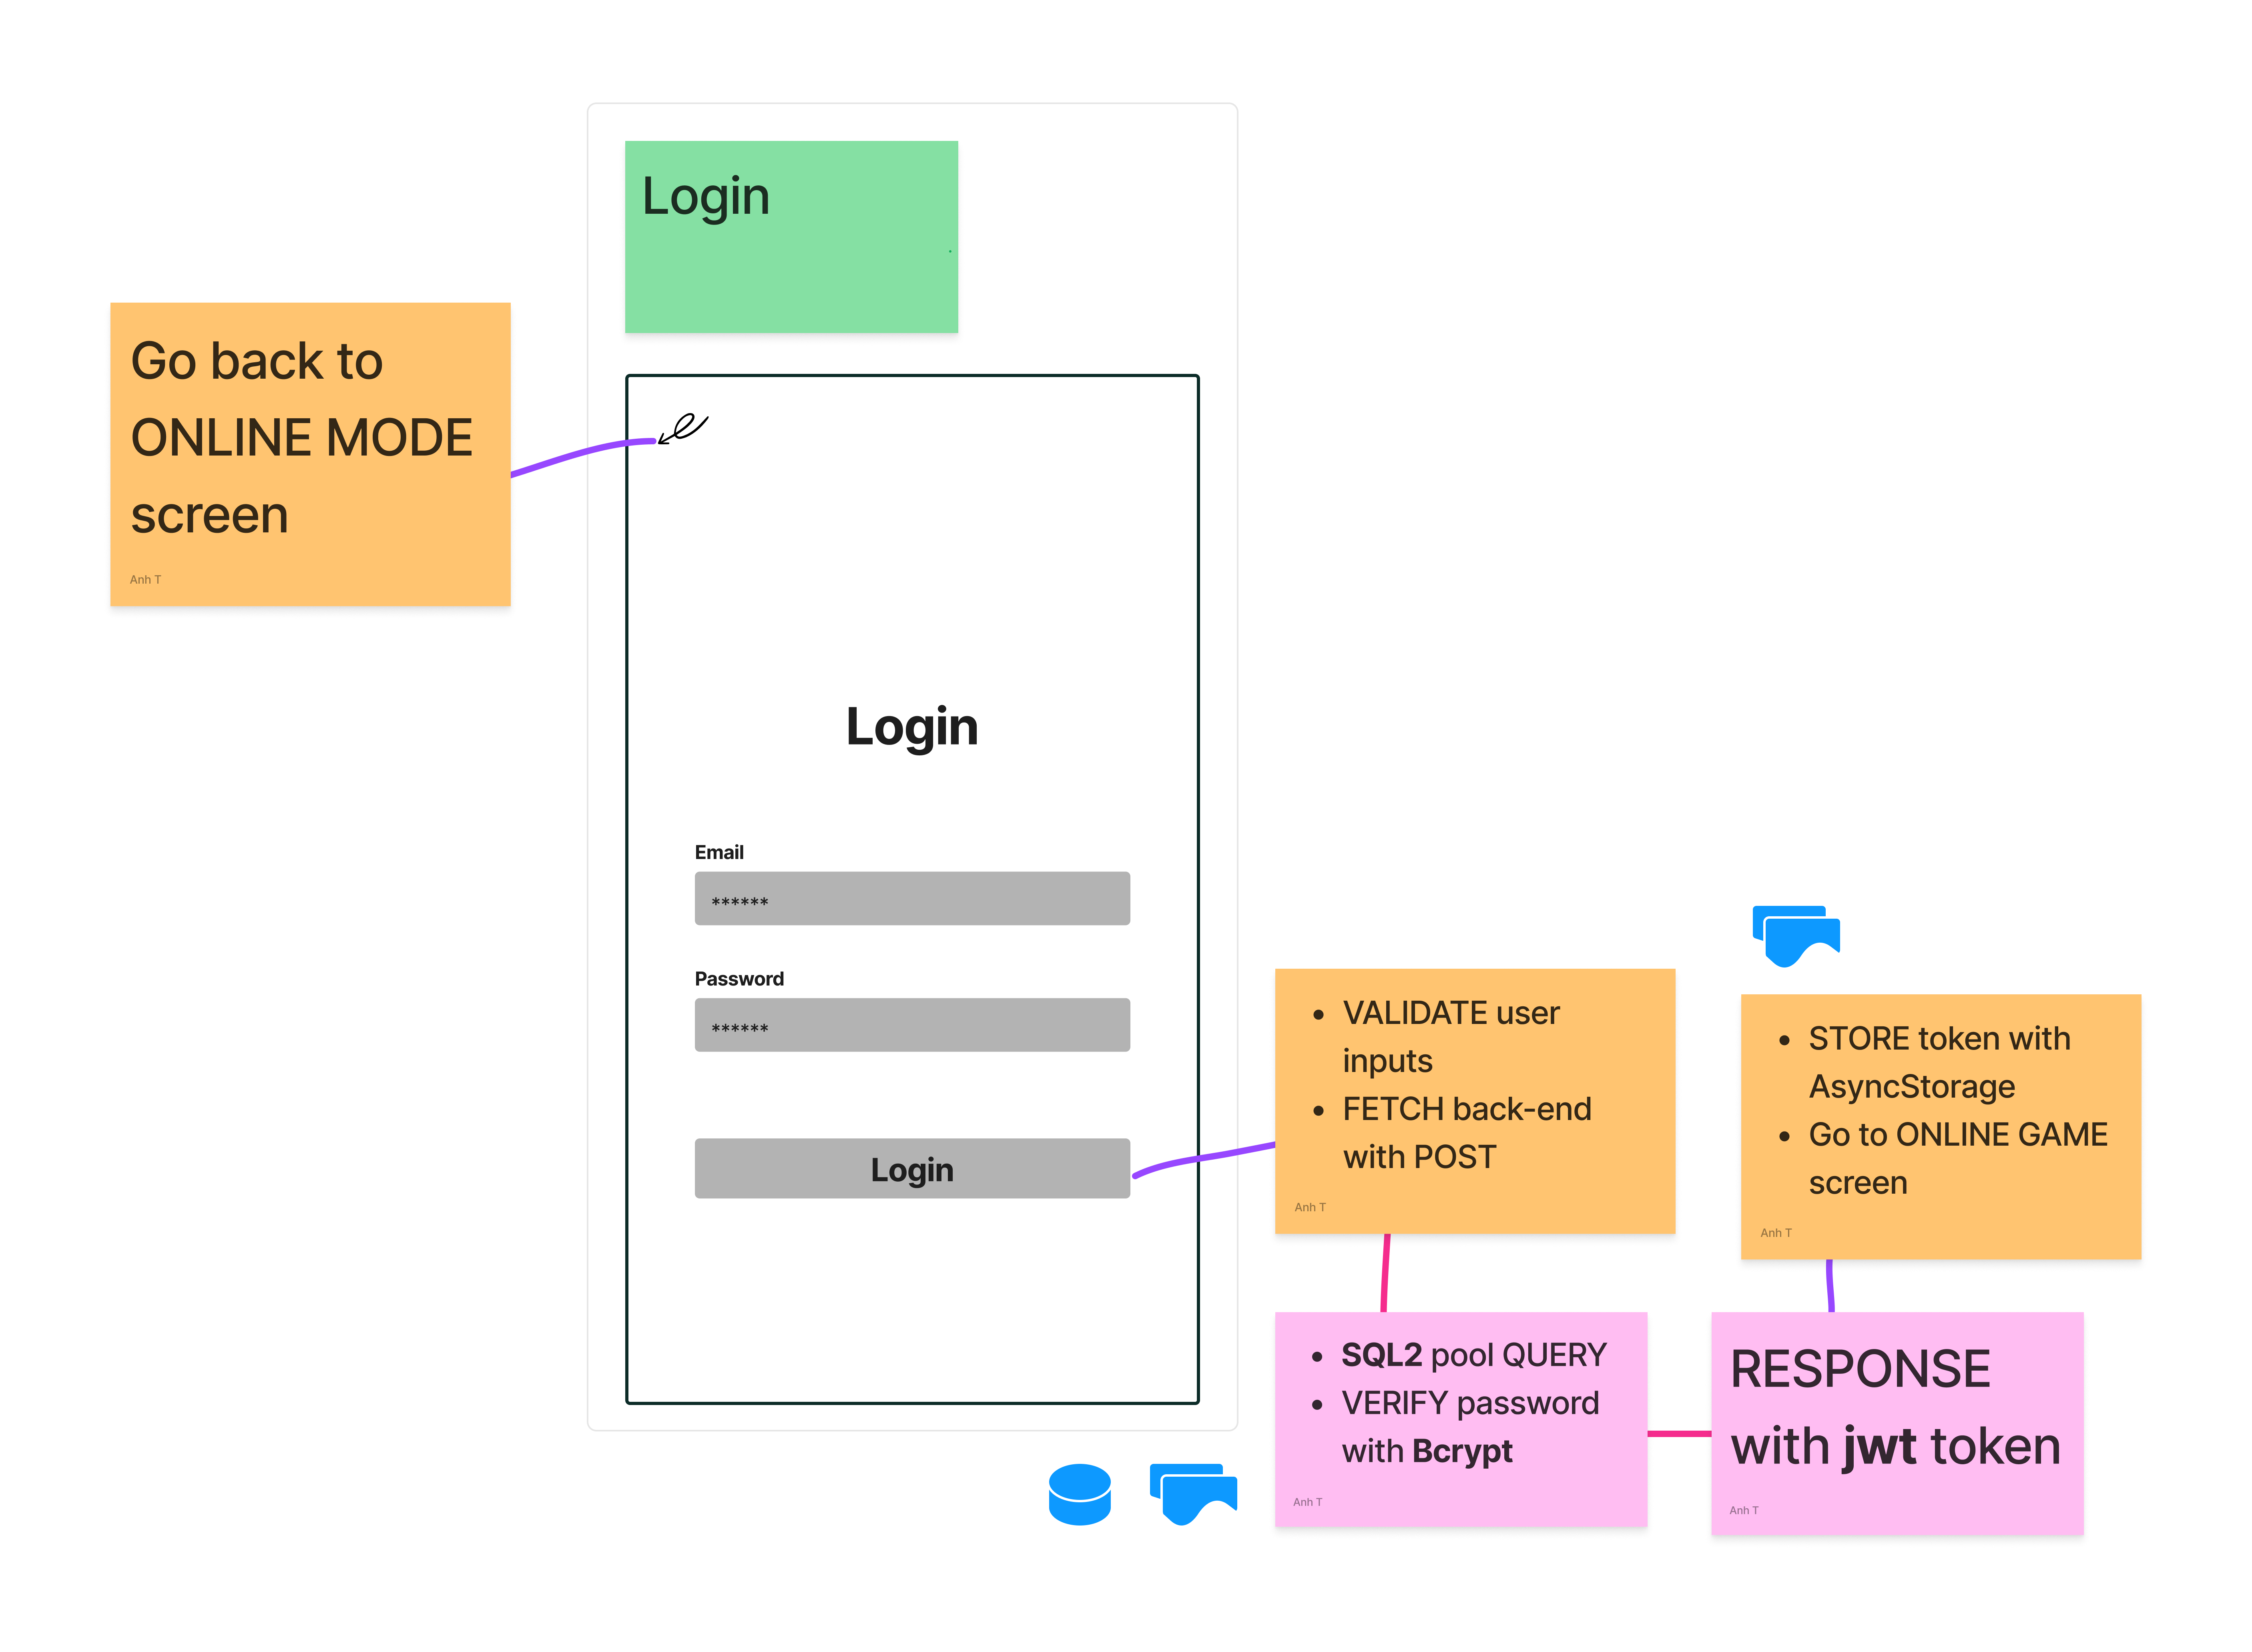 Login
Go back to
ONLINE MODE
screen
Anh T
Login
Email
******
Password
******
Login
• VALIDATE user
inputs
• FETCH back-end
with POST
Anh T
• STORE token with
AsyncStorage
• Go to ONLINE GAME
screen
Anh T
• SQL2 pool QUERY
• VERIFY password
with Bcrypt
Anh T
RESPONSE
with jwt token
Anh T